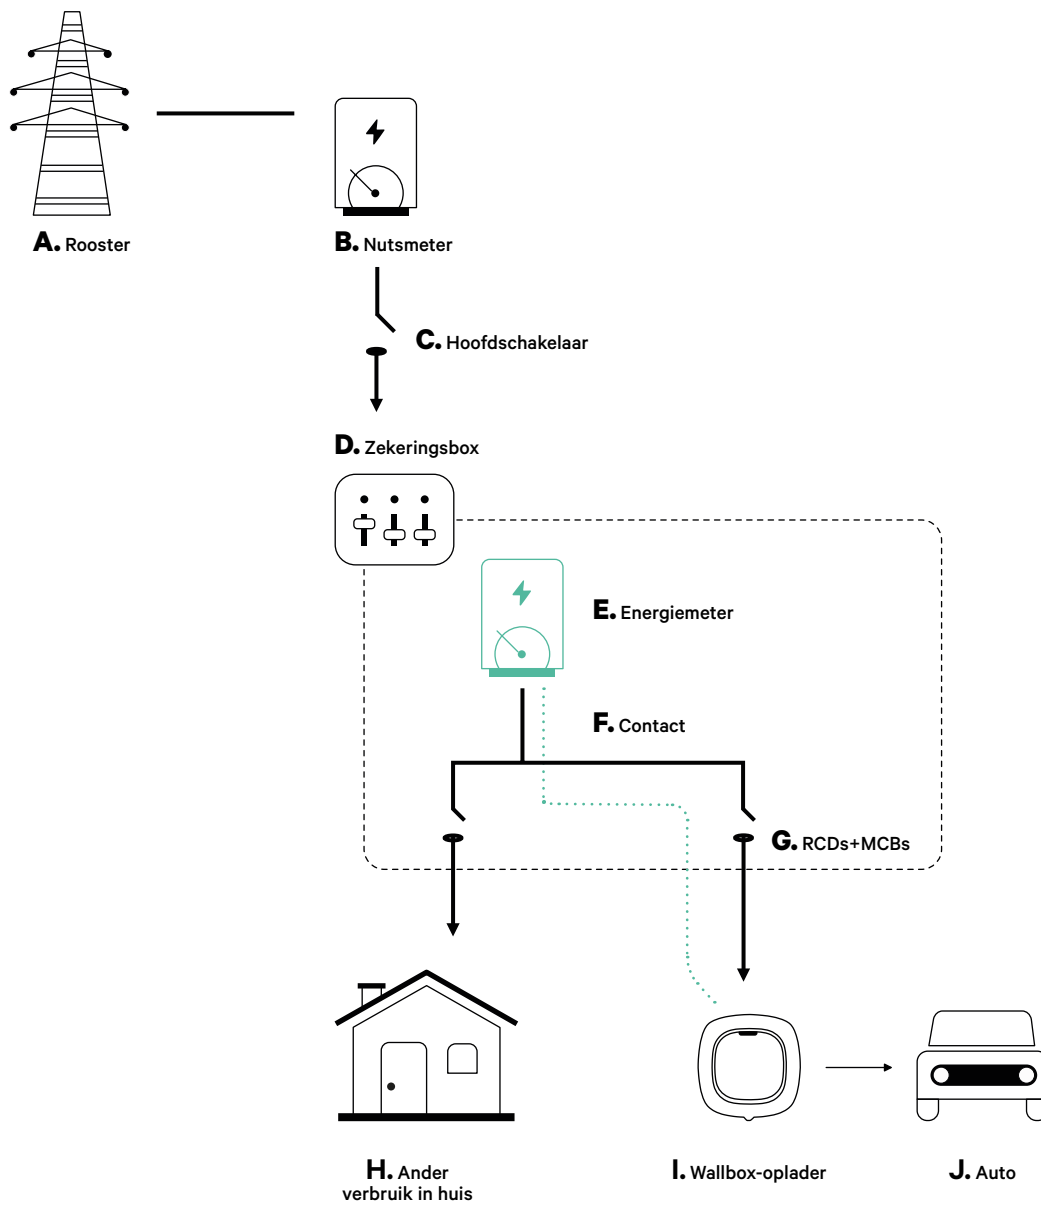 A. Rooster
B. Nutsmeter
C. Hoofdschakelaar
D. Zekeringsbox
E. Energiemeter
F. Contact
G. RCDs+MCBs
H. Ander
verbruik in huis
I. Wallbox-oplader
J. Auto